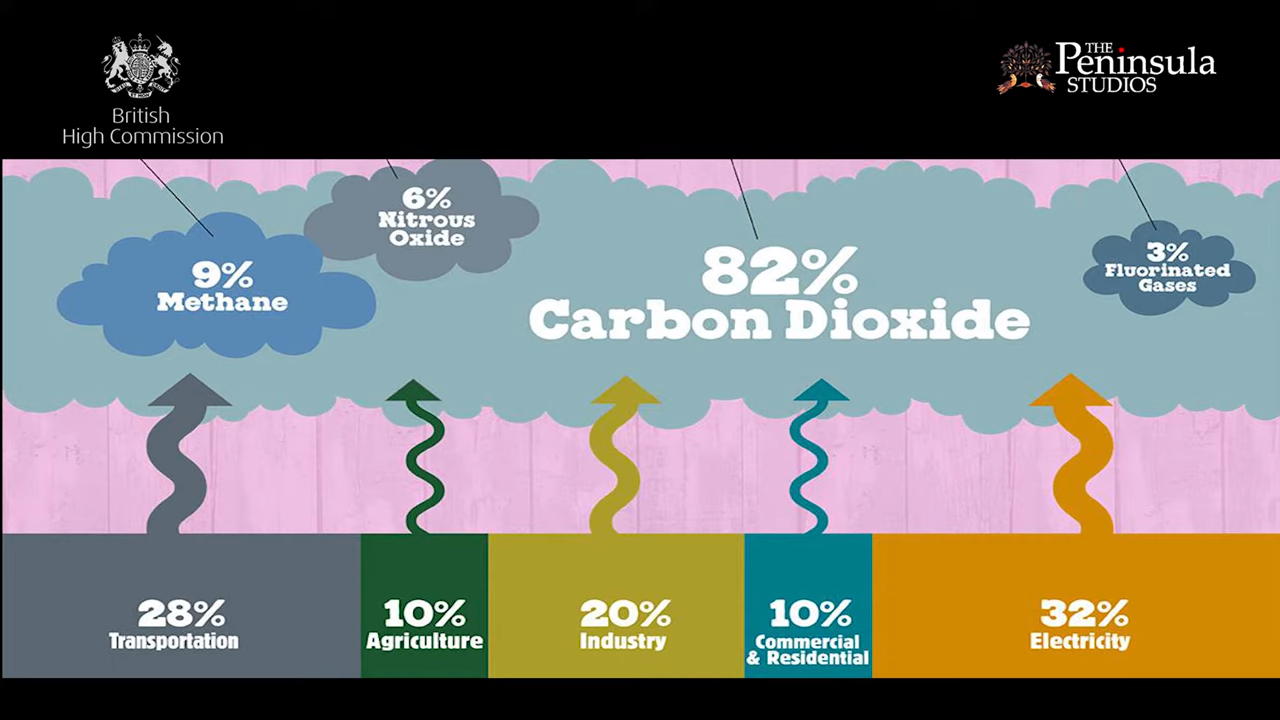 British
High Commission
THE
Peninsula
STUDIOS
6%
Nitrous
Oxide
9%
Methane
82%
Carbon Dioxide
3%
Fluorinated
Gases
28%
Transportation
10%
Agriculture
20%
Industry
10%
Commercial
& Residential
32%
Electricity